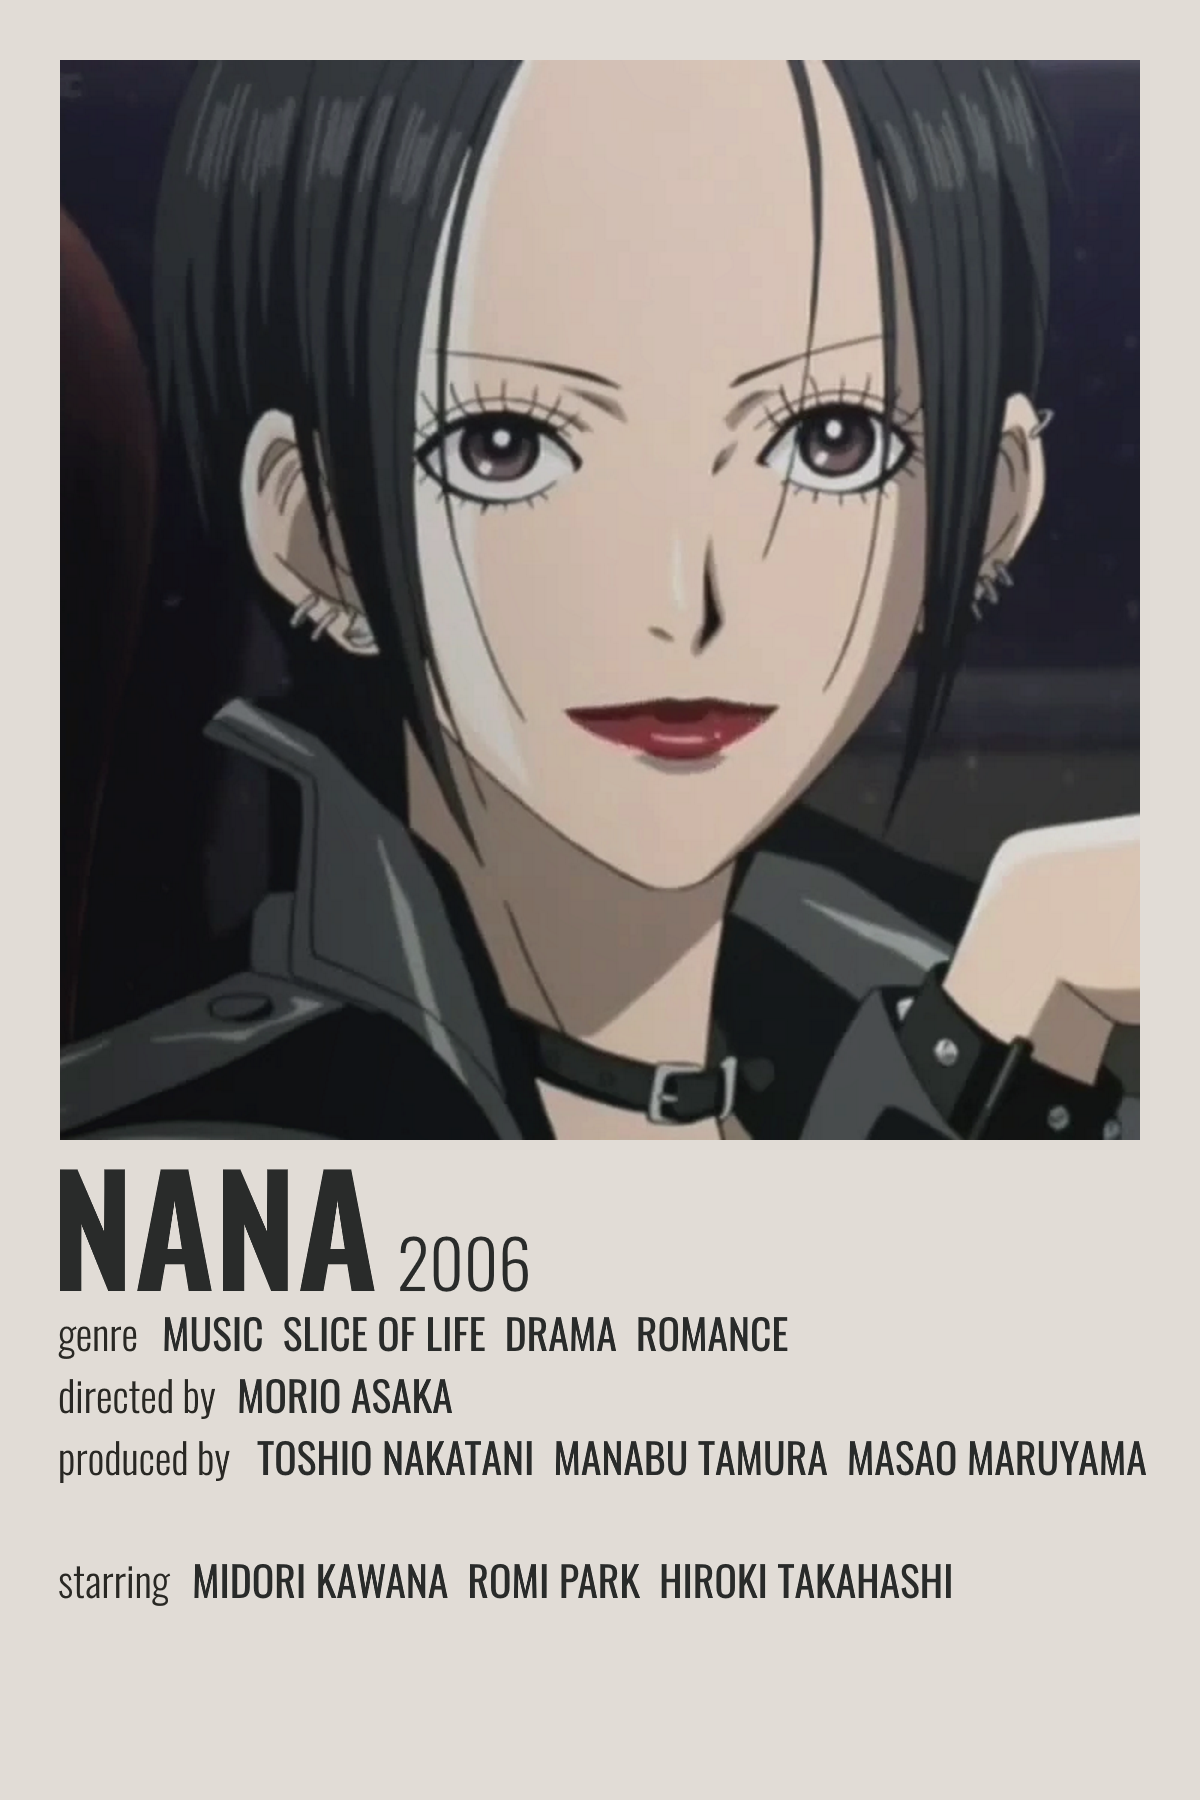 NANA 2006
genre MUSIC SLICE OF LIFE DRAMA ROMANCE
directed by MORIO ASAKA
produced by TOSHIO NAKATANI MANABU TAMURA MASAO MARUYAMA
starring MIDORI KAWANA ROMI PARK HIROKI TAKAHASHI